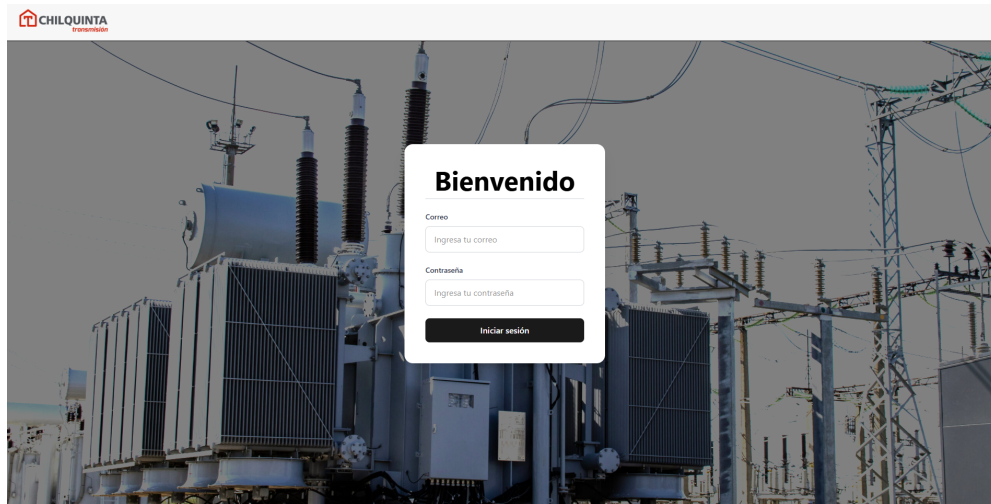 CHILQUINTA
transmisión
Bienvenido
Correo
Ingresa tu correo
Contraseña
Ingresa tu contraseña
Iniciar sesión